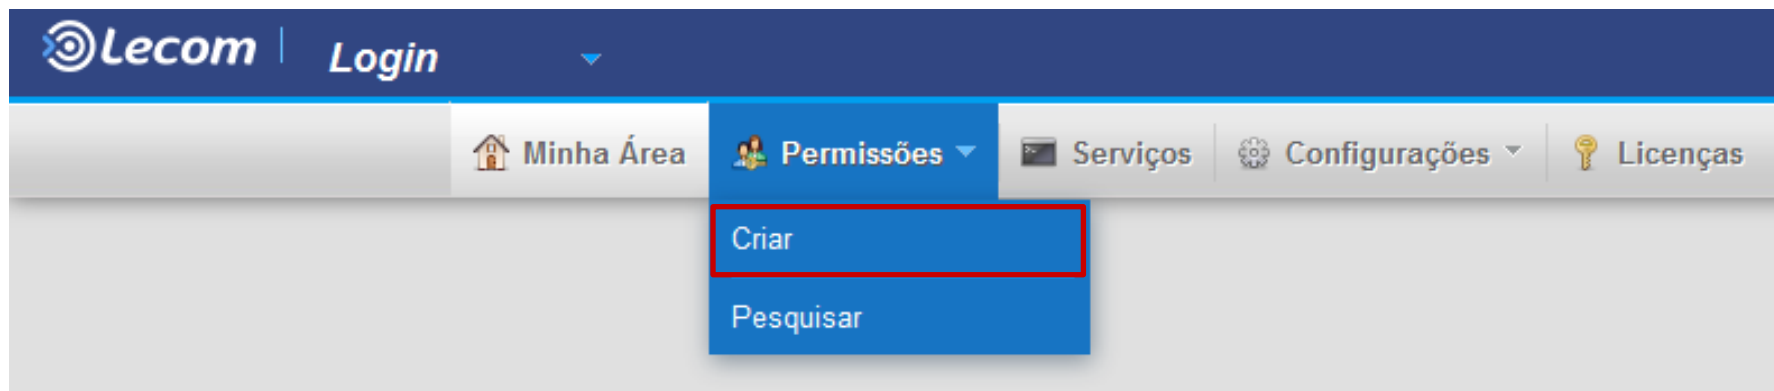 Lecom Login
Minha Área Permissões Serviços Configurações Licenças
Criar
Pesquisar